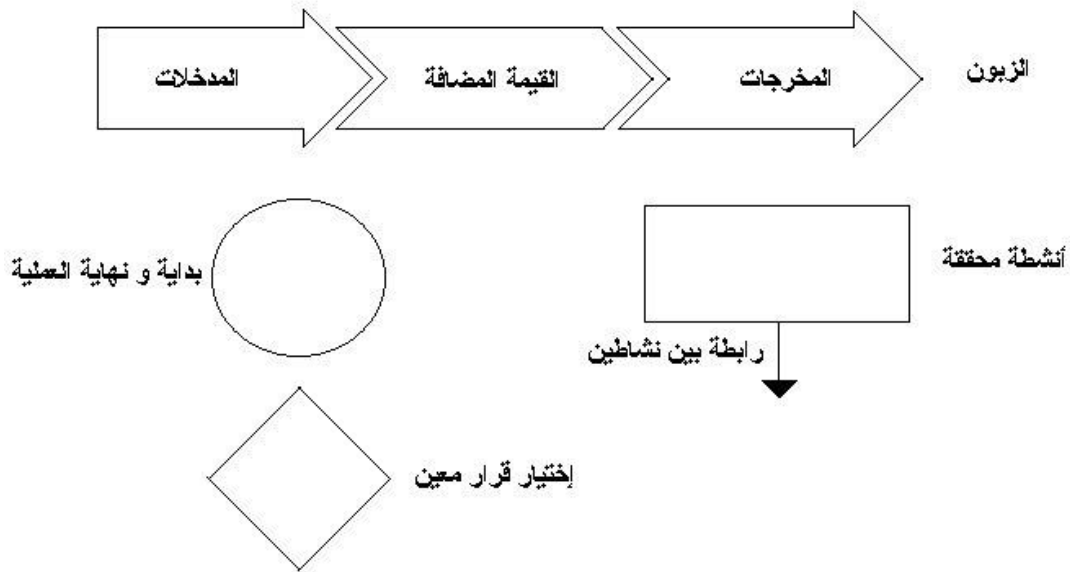 المدخلات
القيمة المضافة
المخرجات
الزبون
أنشطة محققة
بداية و نهاية العملية
رابطة بين نشاطين
إختيار قرار معين